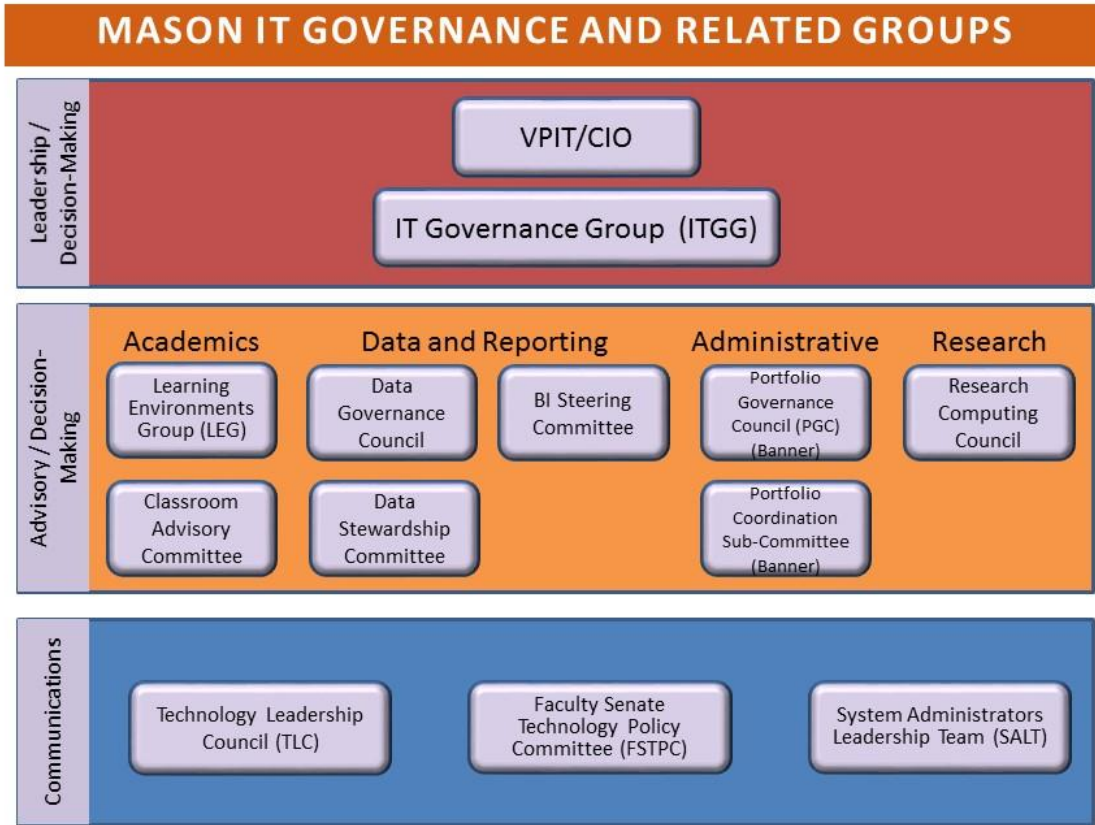 MASON IT GOVERNANCE AND RELATED GROUPS
Leadership /
Decision-Making
VPIT/CIO
IT Governance Group (ITGG)
Advisory / Decision-
Making
Academics
Learning
Environments
Group (LEG)
Classroom
Advisory
Committee
Data and Reporting
Data
Governance
Council
BI Steering
Committee
Data
Stewardship
Committee
Administrative
Portfolio
Governance
Council (PGC)
(Banner)
Portfolio
Coordination
Sub-Committee
(Banner)
Research
Research
Computing
Council
Communications
Technology Leadership
Council (TLC)
Faculty Senate
Technology Policy
Committee (FSTPC)
System Administrators
Leadership Team (SALT)